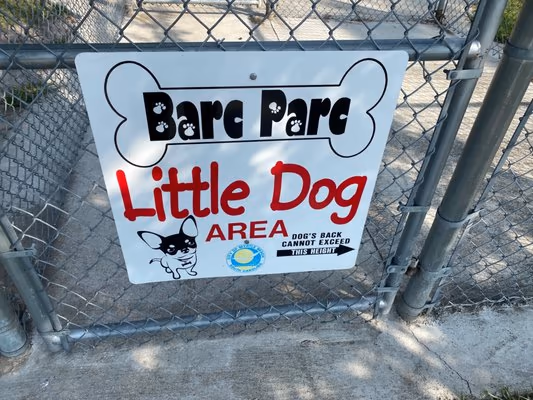 Barc Parc
Little Dog
AREA
DOG'S BACK
CANNOT EXCEED
THIS HEIGHT